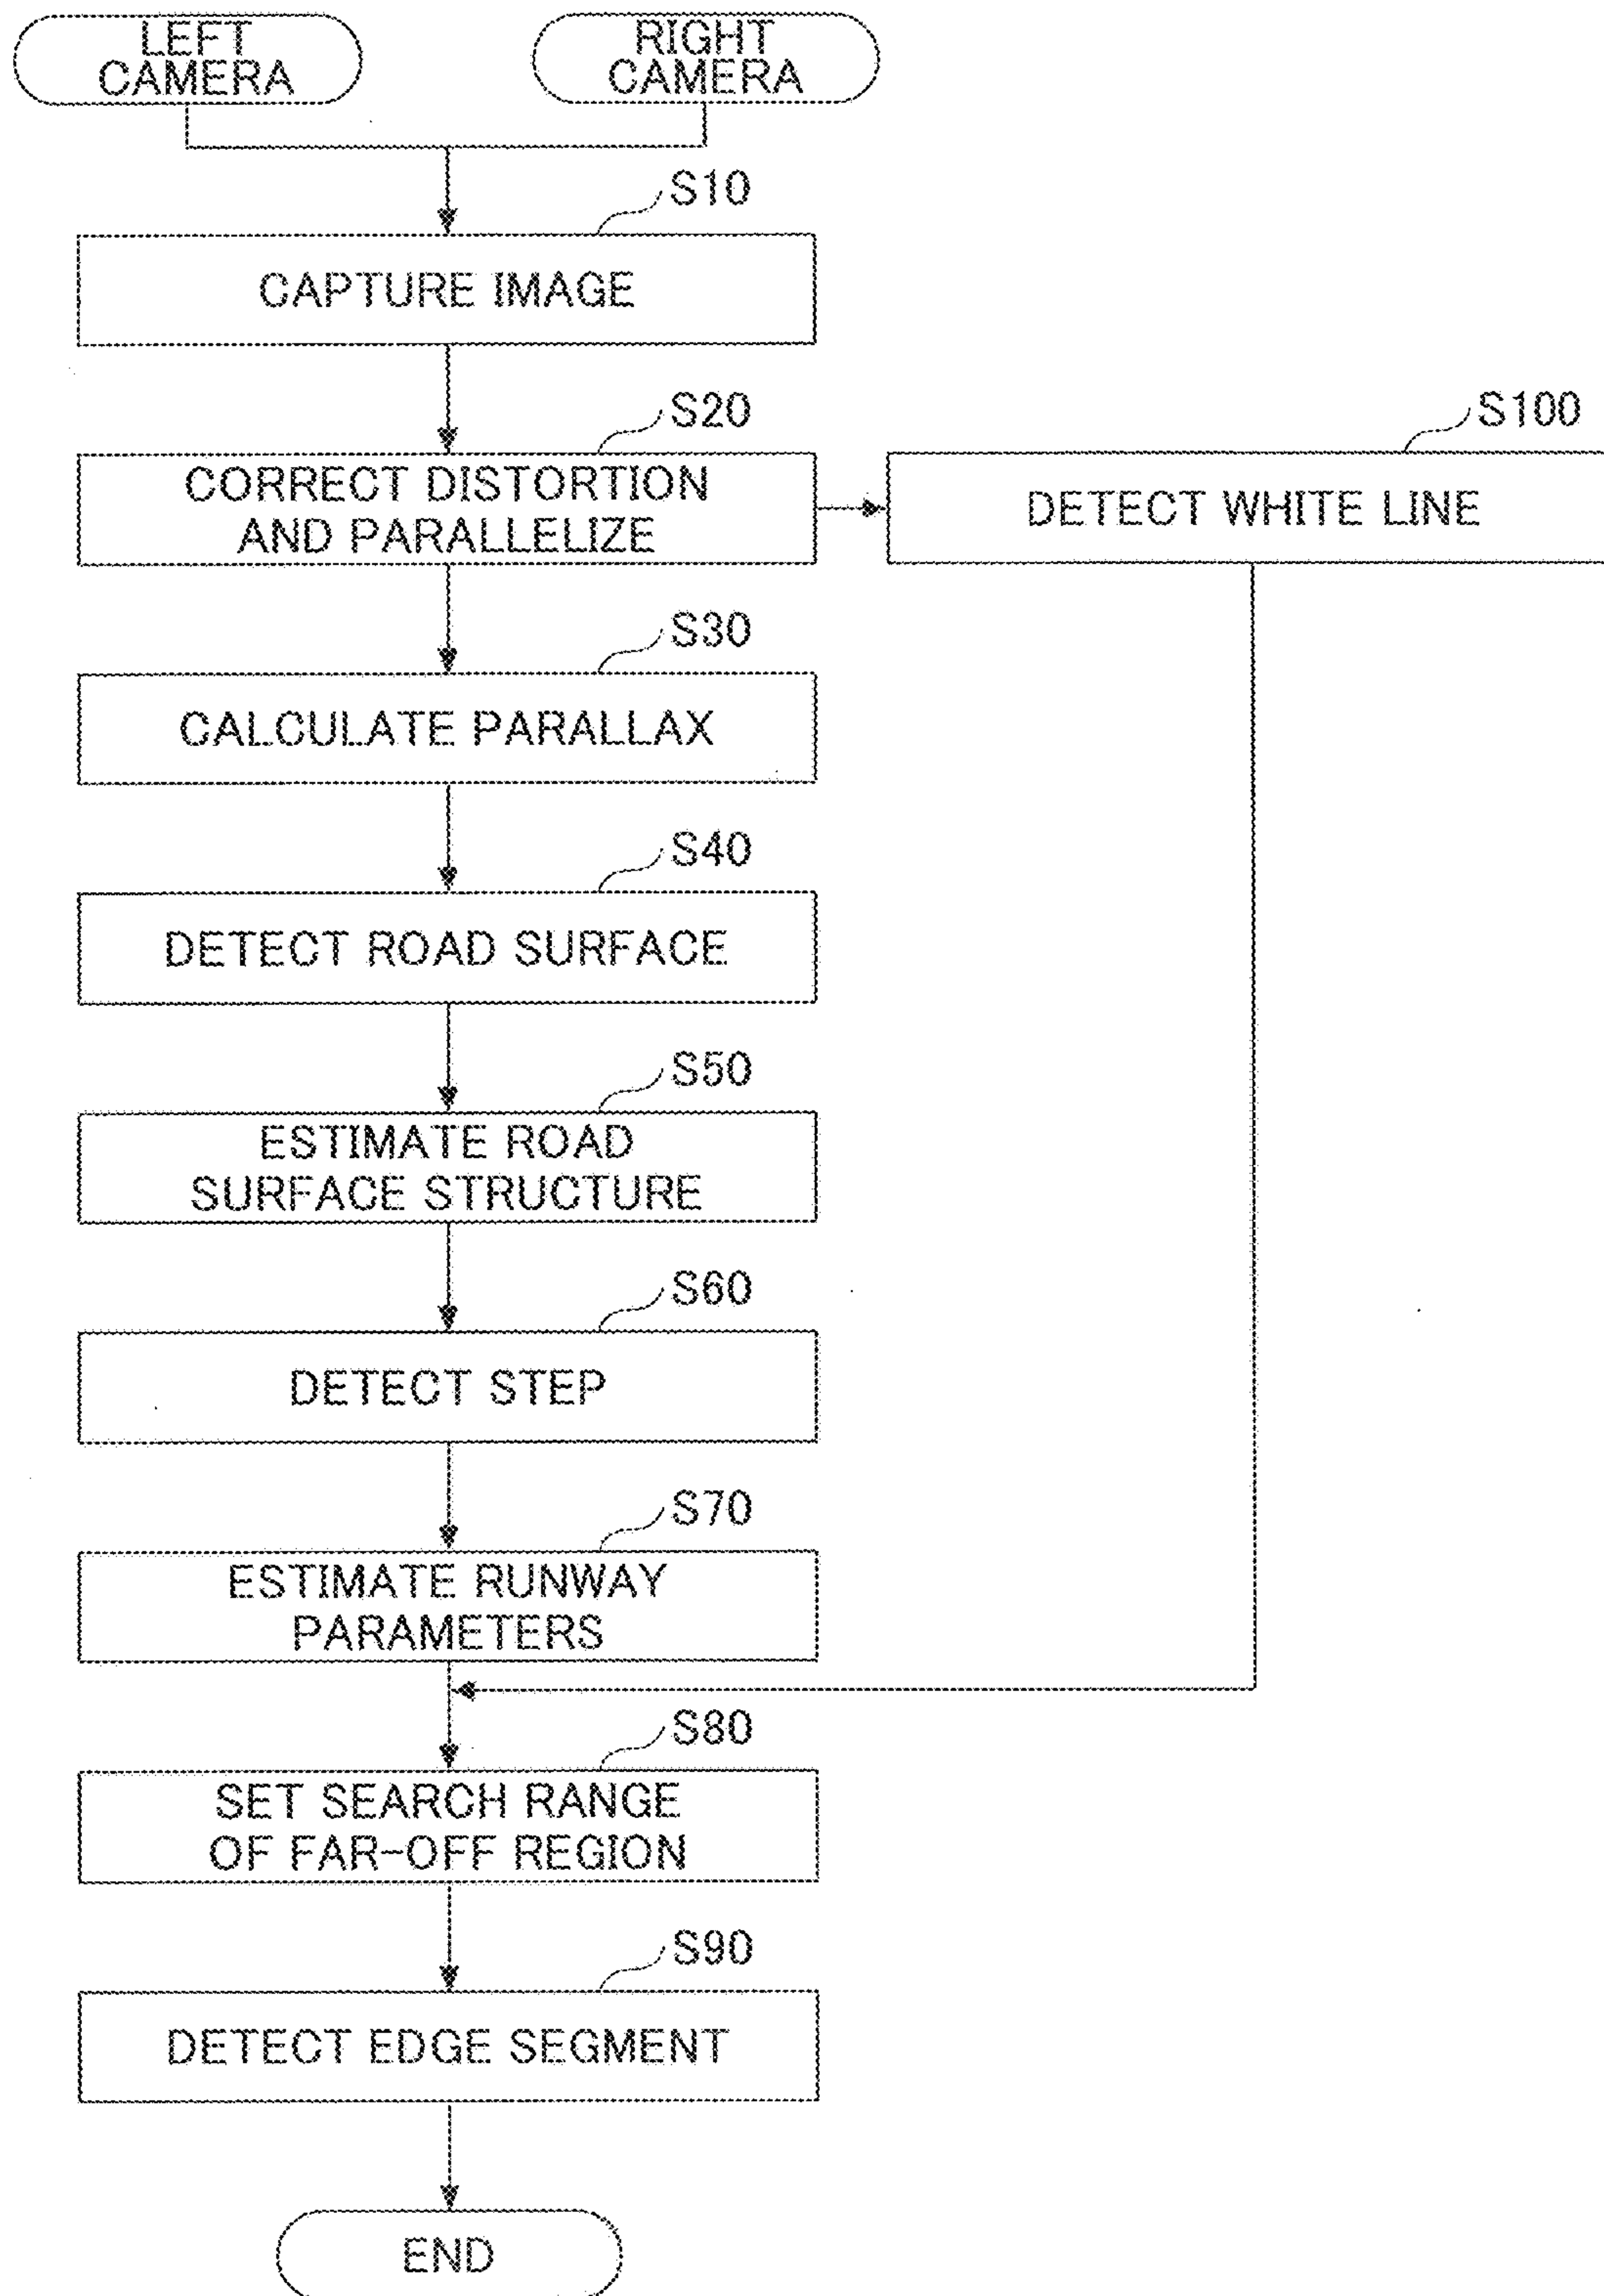 LEFT
CAMERA
RIGHT
CAMERA
S10
CAPTURE IMAGE
S20
CORRECT DISTORTION
AND PARALLELIZE
S100
DETECT WHITE LINE
S30
CALCULATE PARALLAX
S40
DETECT ROAD SURFACE
S50
ESTIMATE ROAD
SURFACE STRUCTURE
S60
DETECT STEP
S70
ESTIMATE RUNWAY
PARAMETERS
S80
SET SEARCH RANGE
OF FAR-OFF REGION
S90
DETECT EDGE SEGMENT
END